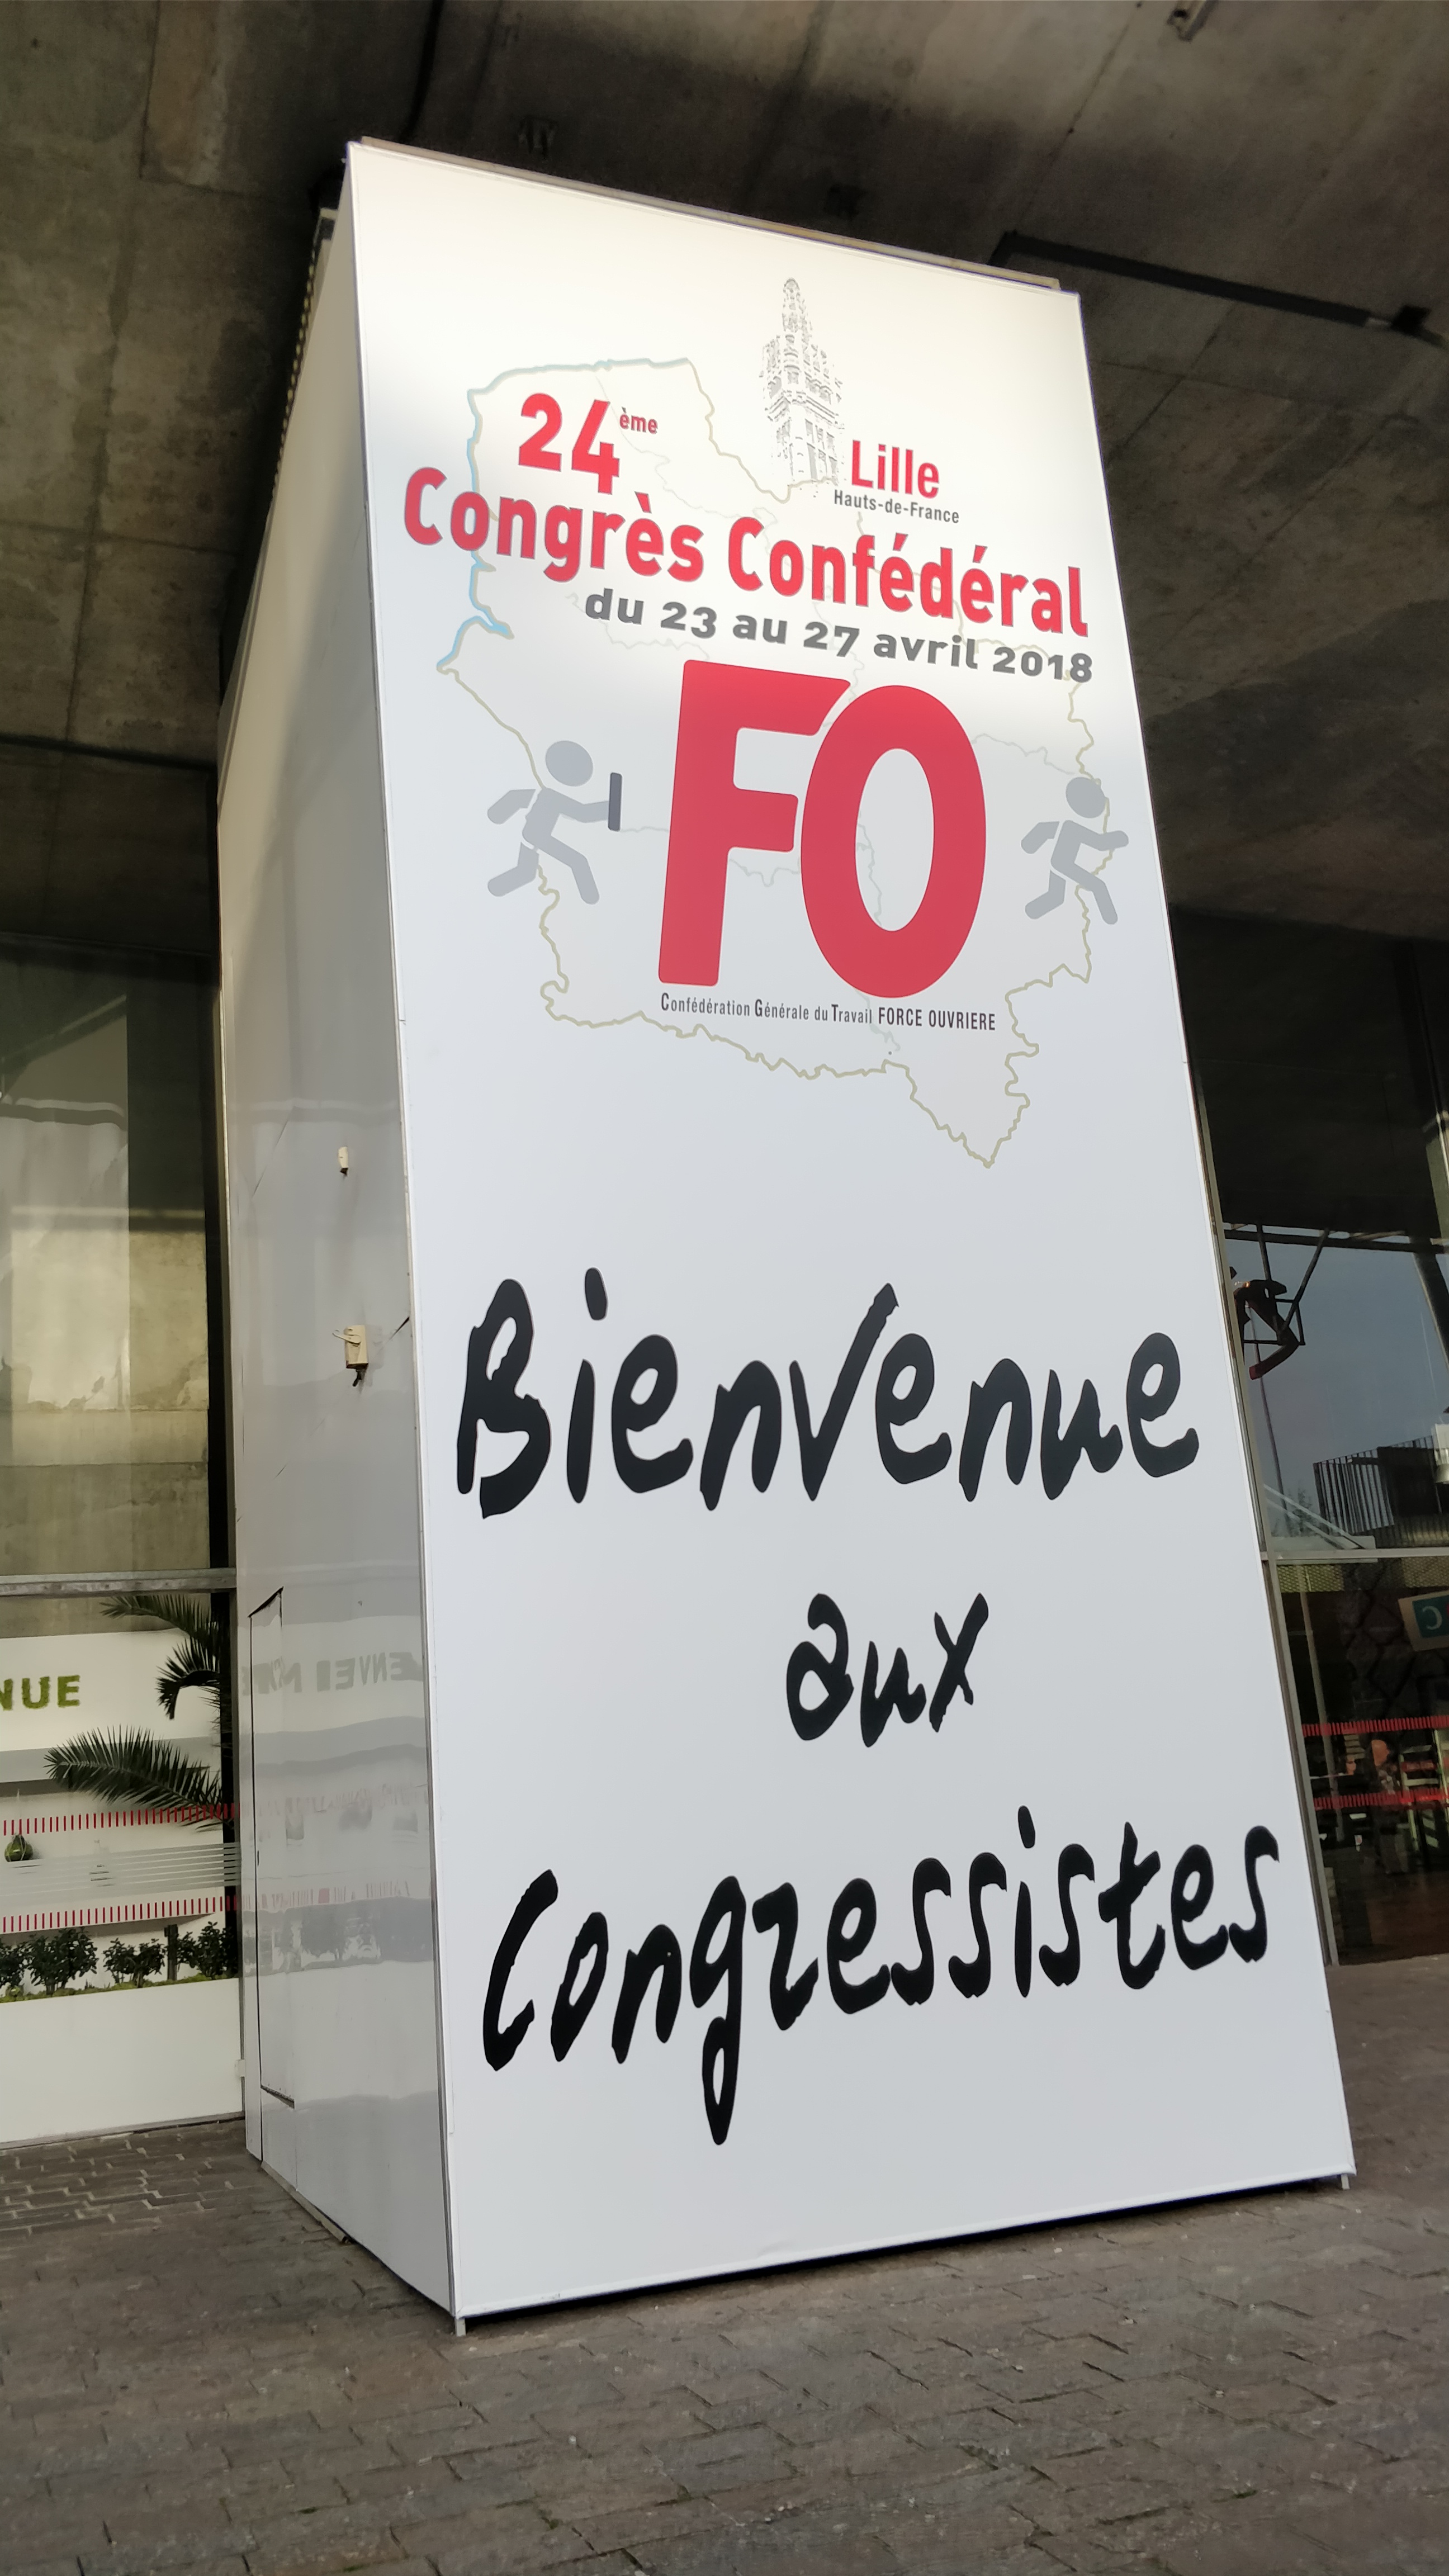 24ème
Lille
Hauts-de-France
Congrès Confédéral
du 23 au 27 avril 2018
FO
Confédération Générale du Travail FORCE OUVRIERE
Bienvenue
aux
Congressistes
NUE